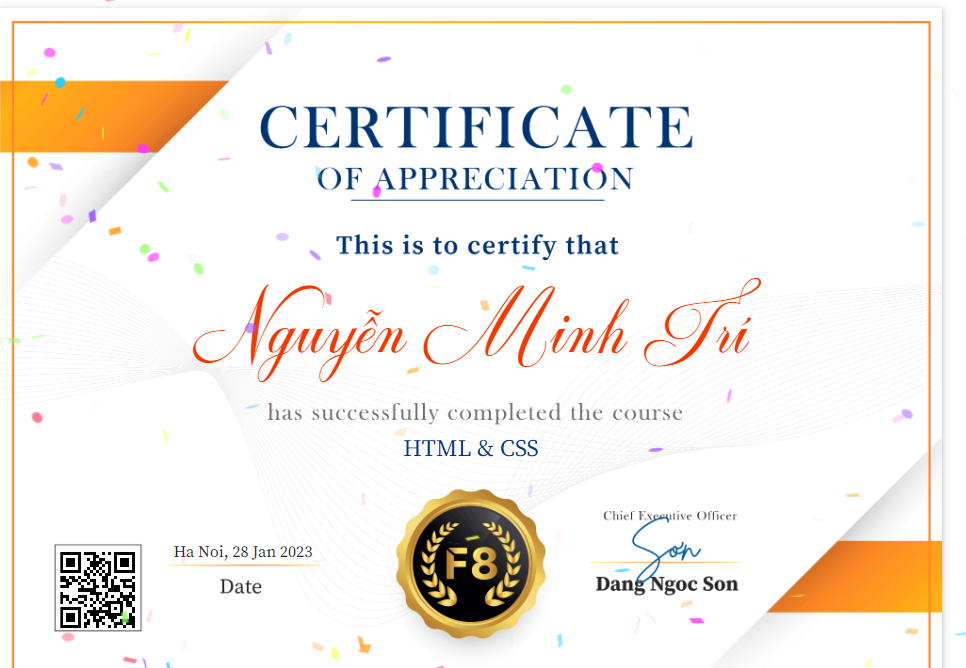 CERTIFICATE
OF APPRECIATION
This is to certify that
Nguyễn Minh Trí
has successfully completed the course
HTML & CSS
Chief Executive Officer
Sơn
Ha Noi, 28 Jan 2023
F8
Date
Dang Ngoc Son